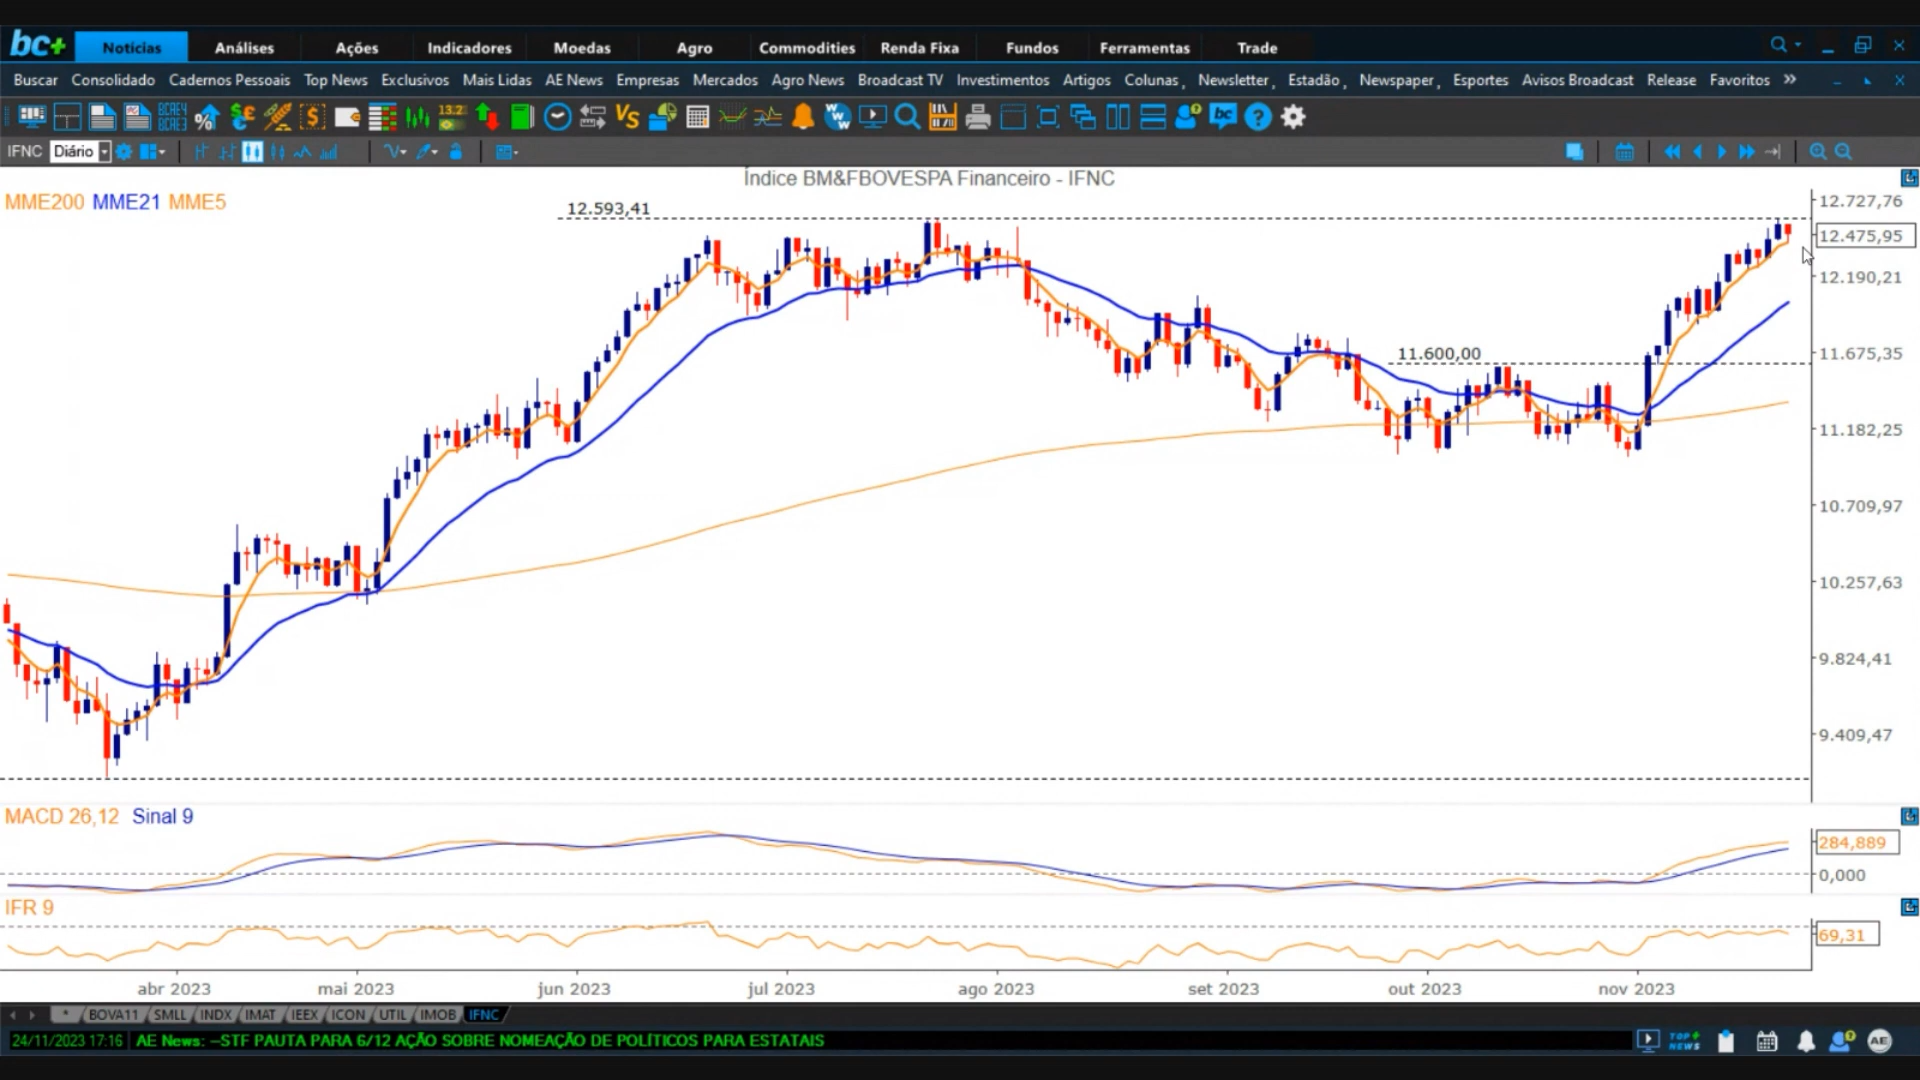 bc+ Notícias Análises Ações Indicadores Moedas Agro Commodities Renda Fixa Fundos Ferramentas Trade
Buscar Consolidado Cadernos Pessoais Top News Exclusivos Mais Lidas AE News Empresas Mercados Agro News Broadcast TV Investimentos Artigos Colunas, Newsletter, Estadão, Newspaper, Esportes Avisos Broadcast Release Favoritos »
13.2 VS bc ?
IFNC Diário
Índice BM&FBOVESPA Financeiro - IFNC
MME200 MME21 MME5
12.593,41
12.727,76
12.475,95
12.190,21
11.600,00
11.675,35
11.182,25
10.709,97
10.257,63
9.824,41
9.409,47
MACD 26,12 Sinal 9
284,889
0,000
IFR 9
69,31
abr 2023 mai 2023 jun 2023 jul 2023 ago 2023 set 2023 out 2023 nov 2023
* BOVA11 SMLL INDX IMAT IEEX ICON UTIL IMOB IFNC
24/11/2023 17:16 AE News: –STF PAUTA PARA 6/12 AÇÃO SOBRE NOMEAÇÃO DE POLÍTICOS PARA ESTATAIS
TOP+ NEWS AE